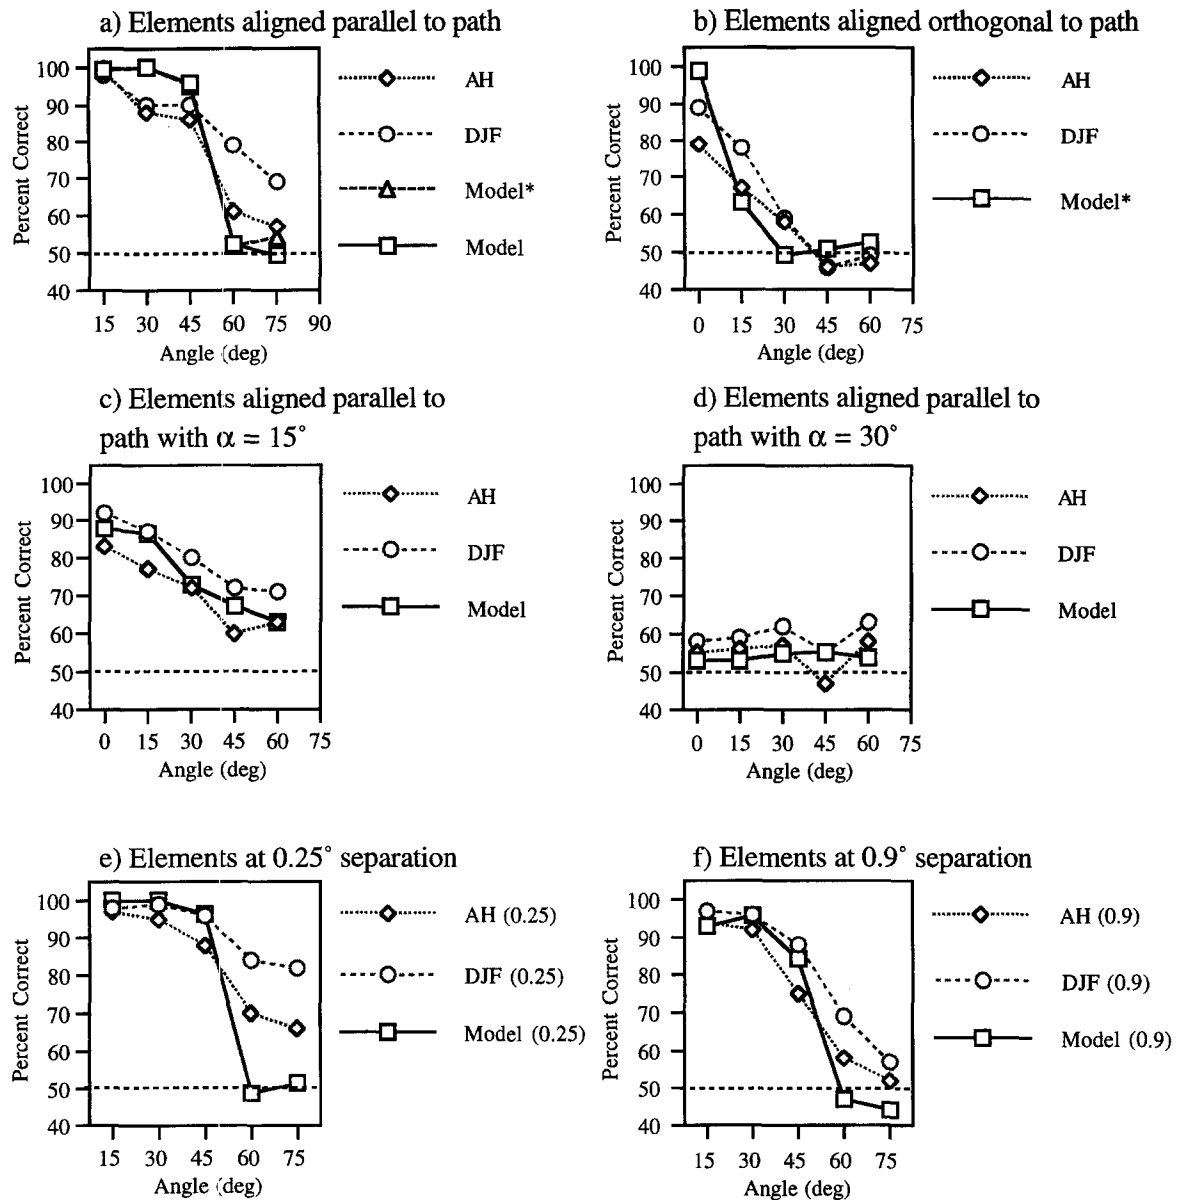 a) Elements aligned parallel to path
100
90
80
70
60
50
40
Percent Correct
15 30 45 60 75 90
Angle (deg)
AH
DJF
Model*
Model
b) Elements aligned orthogonal to path
100
90
80
70
60
50
40
Percent Correct
0 15 30 45 60 75
Angle (deg)
AH
DJF
Model*
c) Elements aligned parallel to
path with α = 15°
100
90
80
70
60
50
40
Percent Correct
0 15 30 45 60 75
Angle (deg)
AH
DJF
Model
d) Elements aligned parallel to
path with α = 30°
100
90
80
70
60
50
40
Percent Correct
0 15 30 45 60 75
Angle (deg)
AH
DJF
Model
e) Elements at 0.25° separation
100
90
80
70
60
50
40
Percent Correct
15 30 45 60 75
Angle (deg)
AH (0.25)
DJF (0.25)
Model (0.25)
f) Elements at 0.9° separation
100
90
80
70
60
50
40
Percent Correct
15 30 45 60 75
Angle (deg)
AH (0.9)
DJF (0.9)
Model (0.9)